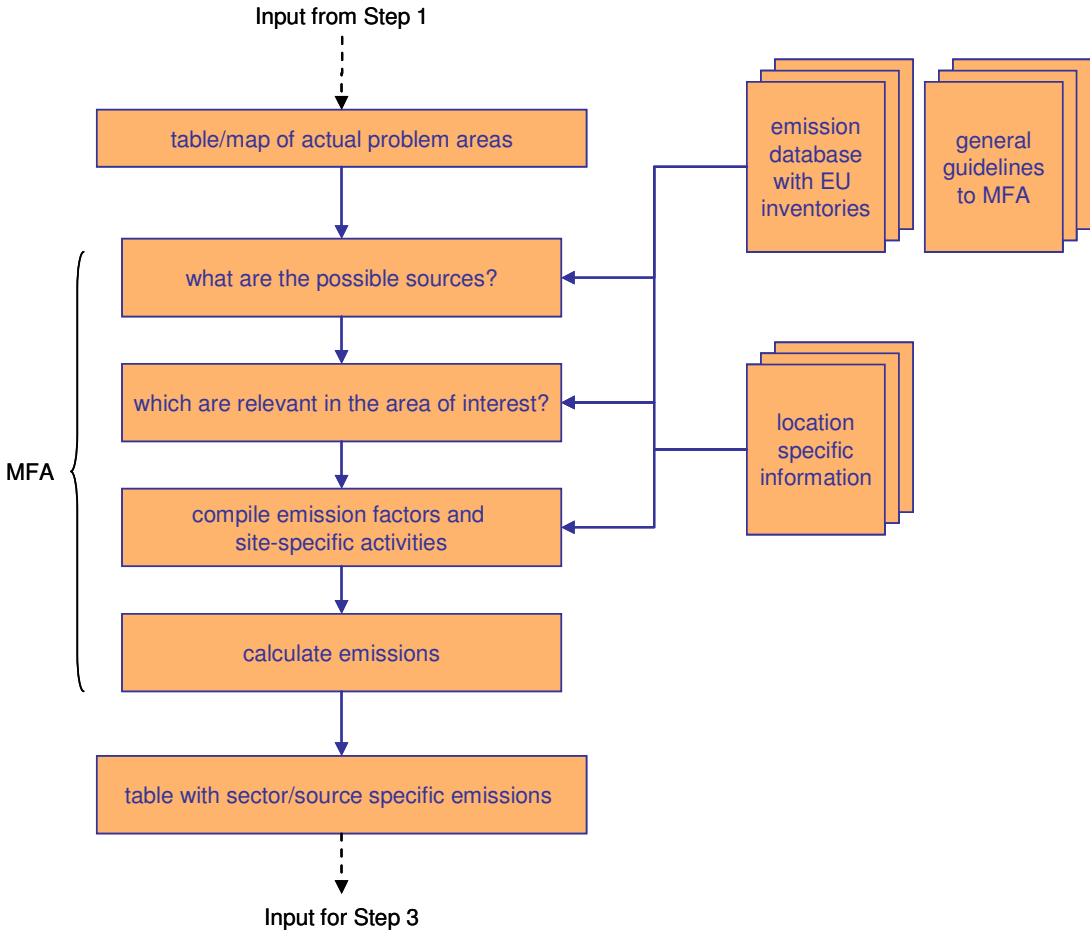 Input from Step 1
table/map of actual problem areas
emission
database
with EU
inventories
general
guidelines
to MFA
what are the possible sources?
which are relevant in the area of interest?
location
specific
information
MFA
compile emission factors and
site-specific activities
calculate emissions
table with sector/source specific emissions
Input for Step 3